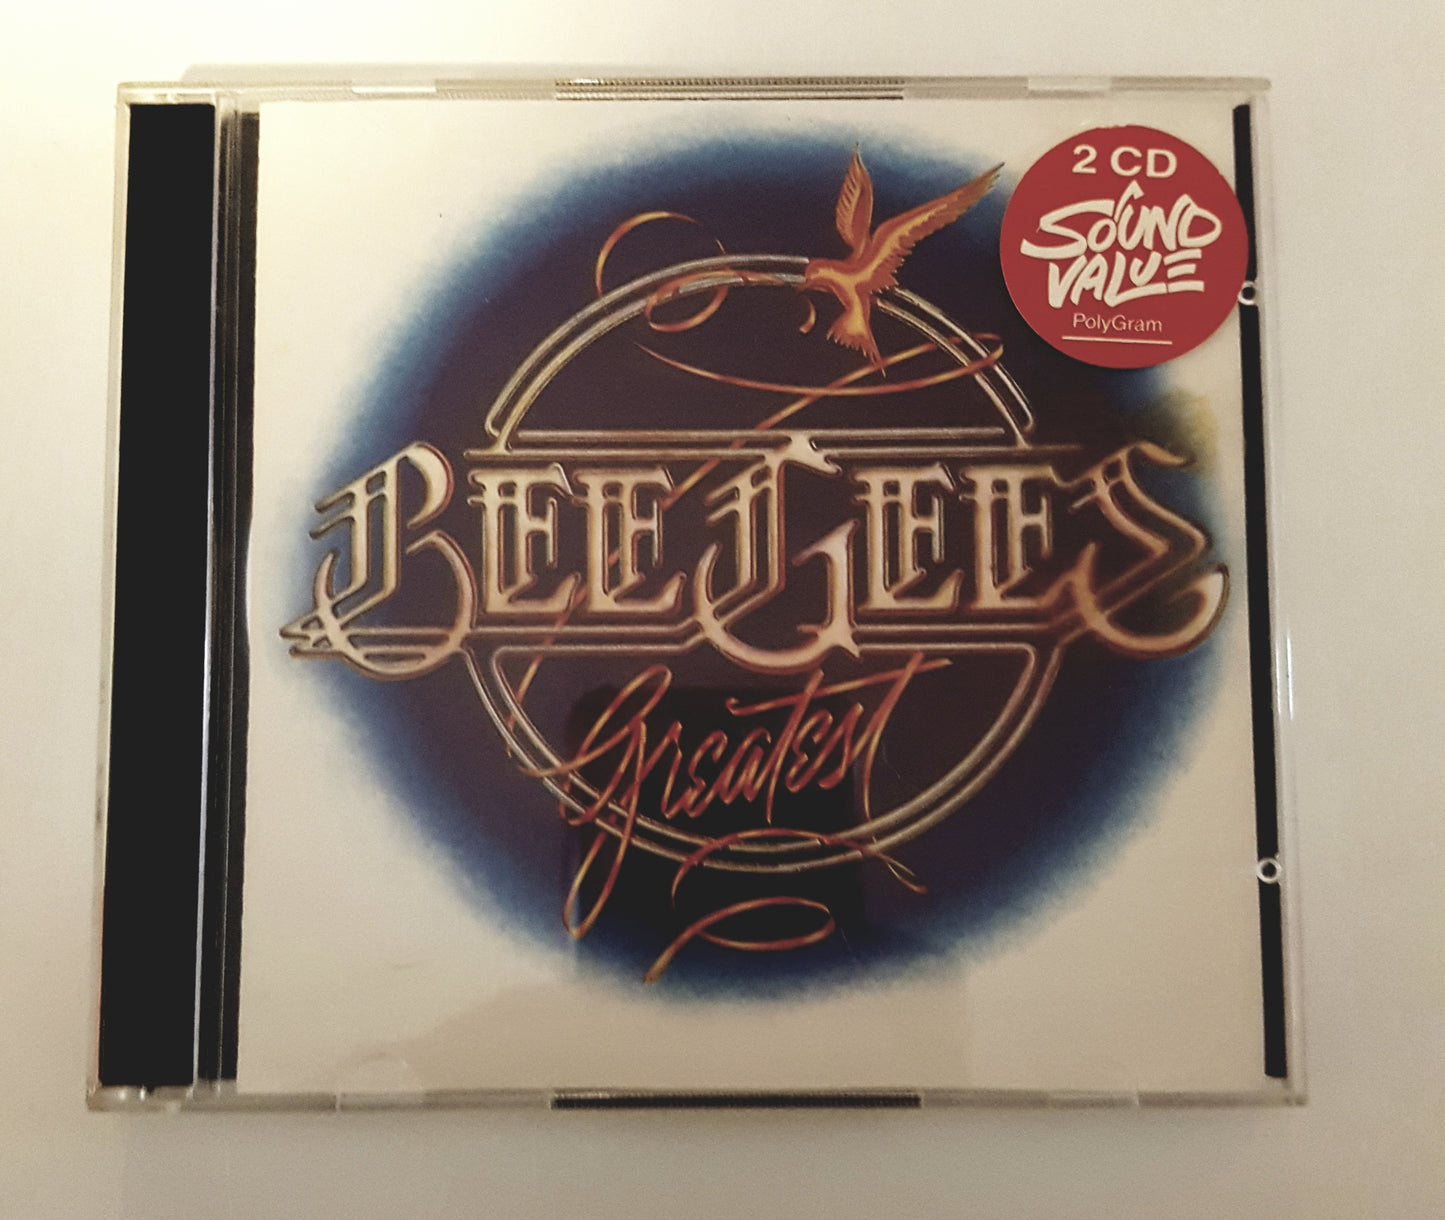 2 CD
SOUND
VALUE
PolyGram
BEE GEES
Greatest